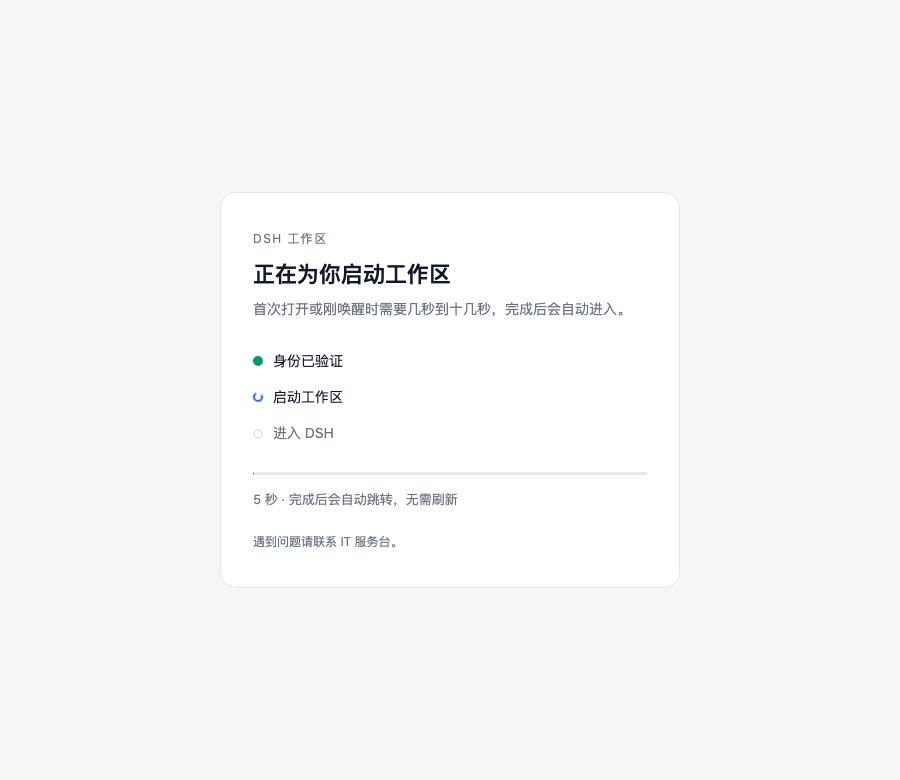 DSH 工作区
正在为你启动工作区
首次打开或刚唤醒时需要几秒到十几秒，完成后会自动进入。
身份已验证
启动工作区
进入 DSH
5 秒 · 完成后会自动跳转，无需刷新
遇到问题请联系 IT 服务台。